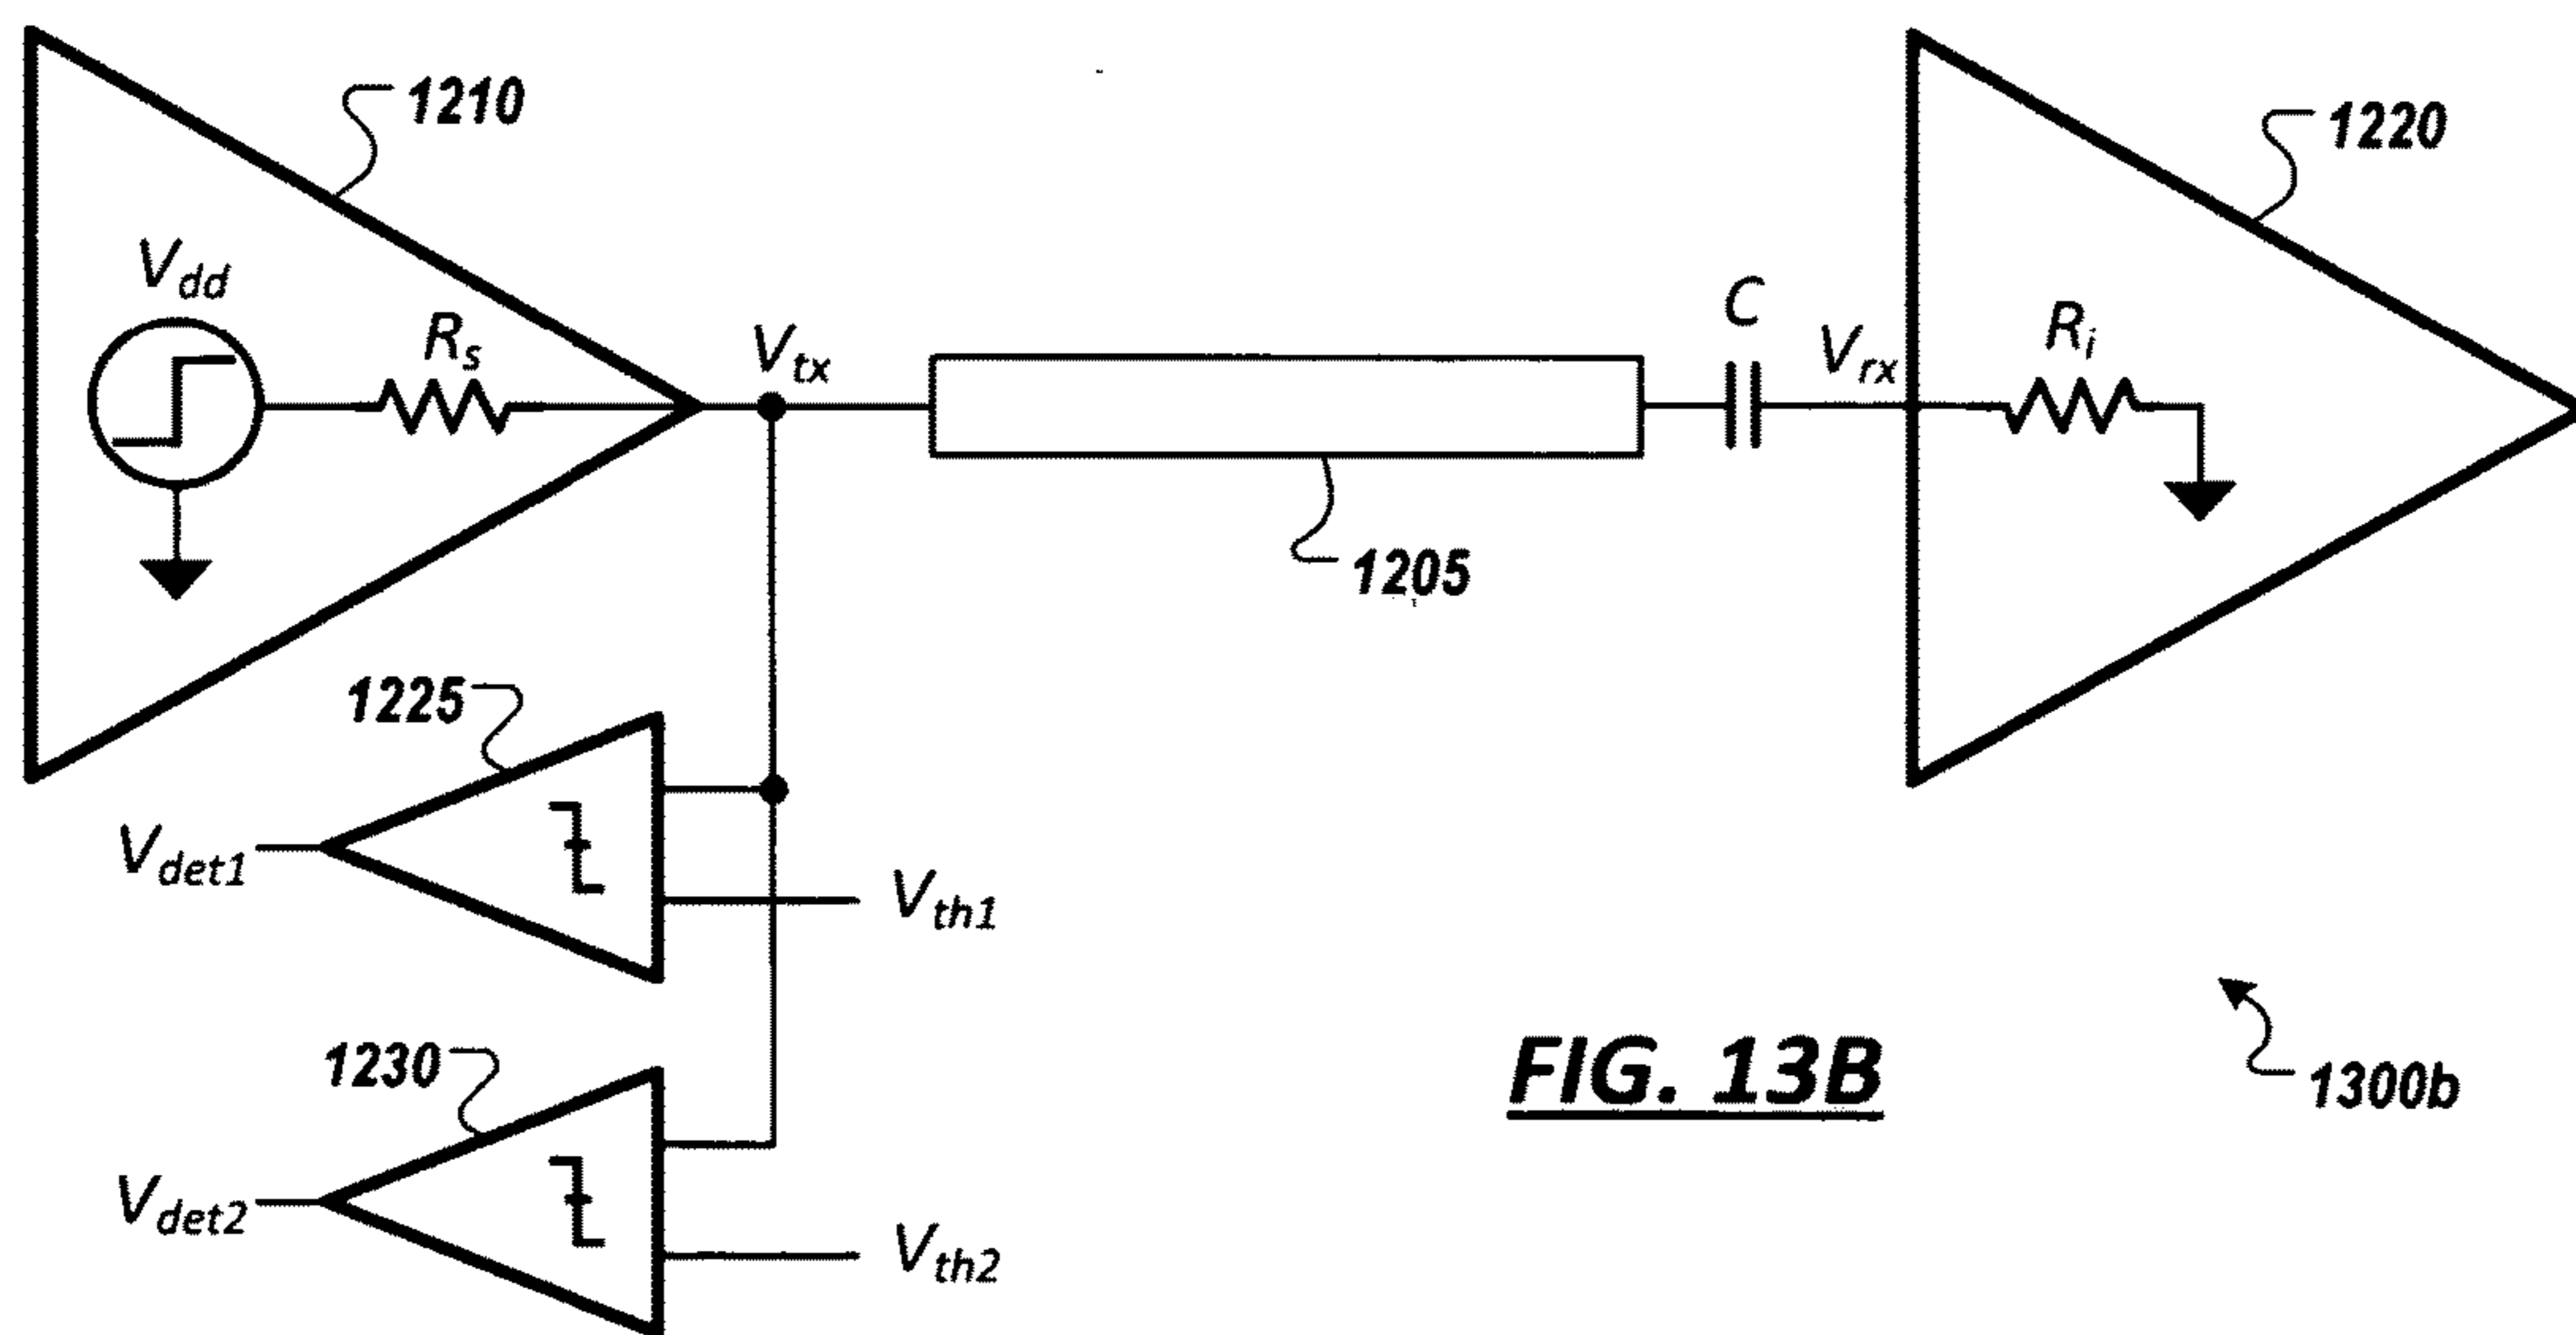 1210
1220
Vdd
Rs
Vtx
C
Vrx
Ri
1205
1225
Vdet1
Vth1
1230
Vdet2
Vth2
FIG. 13B
1300b